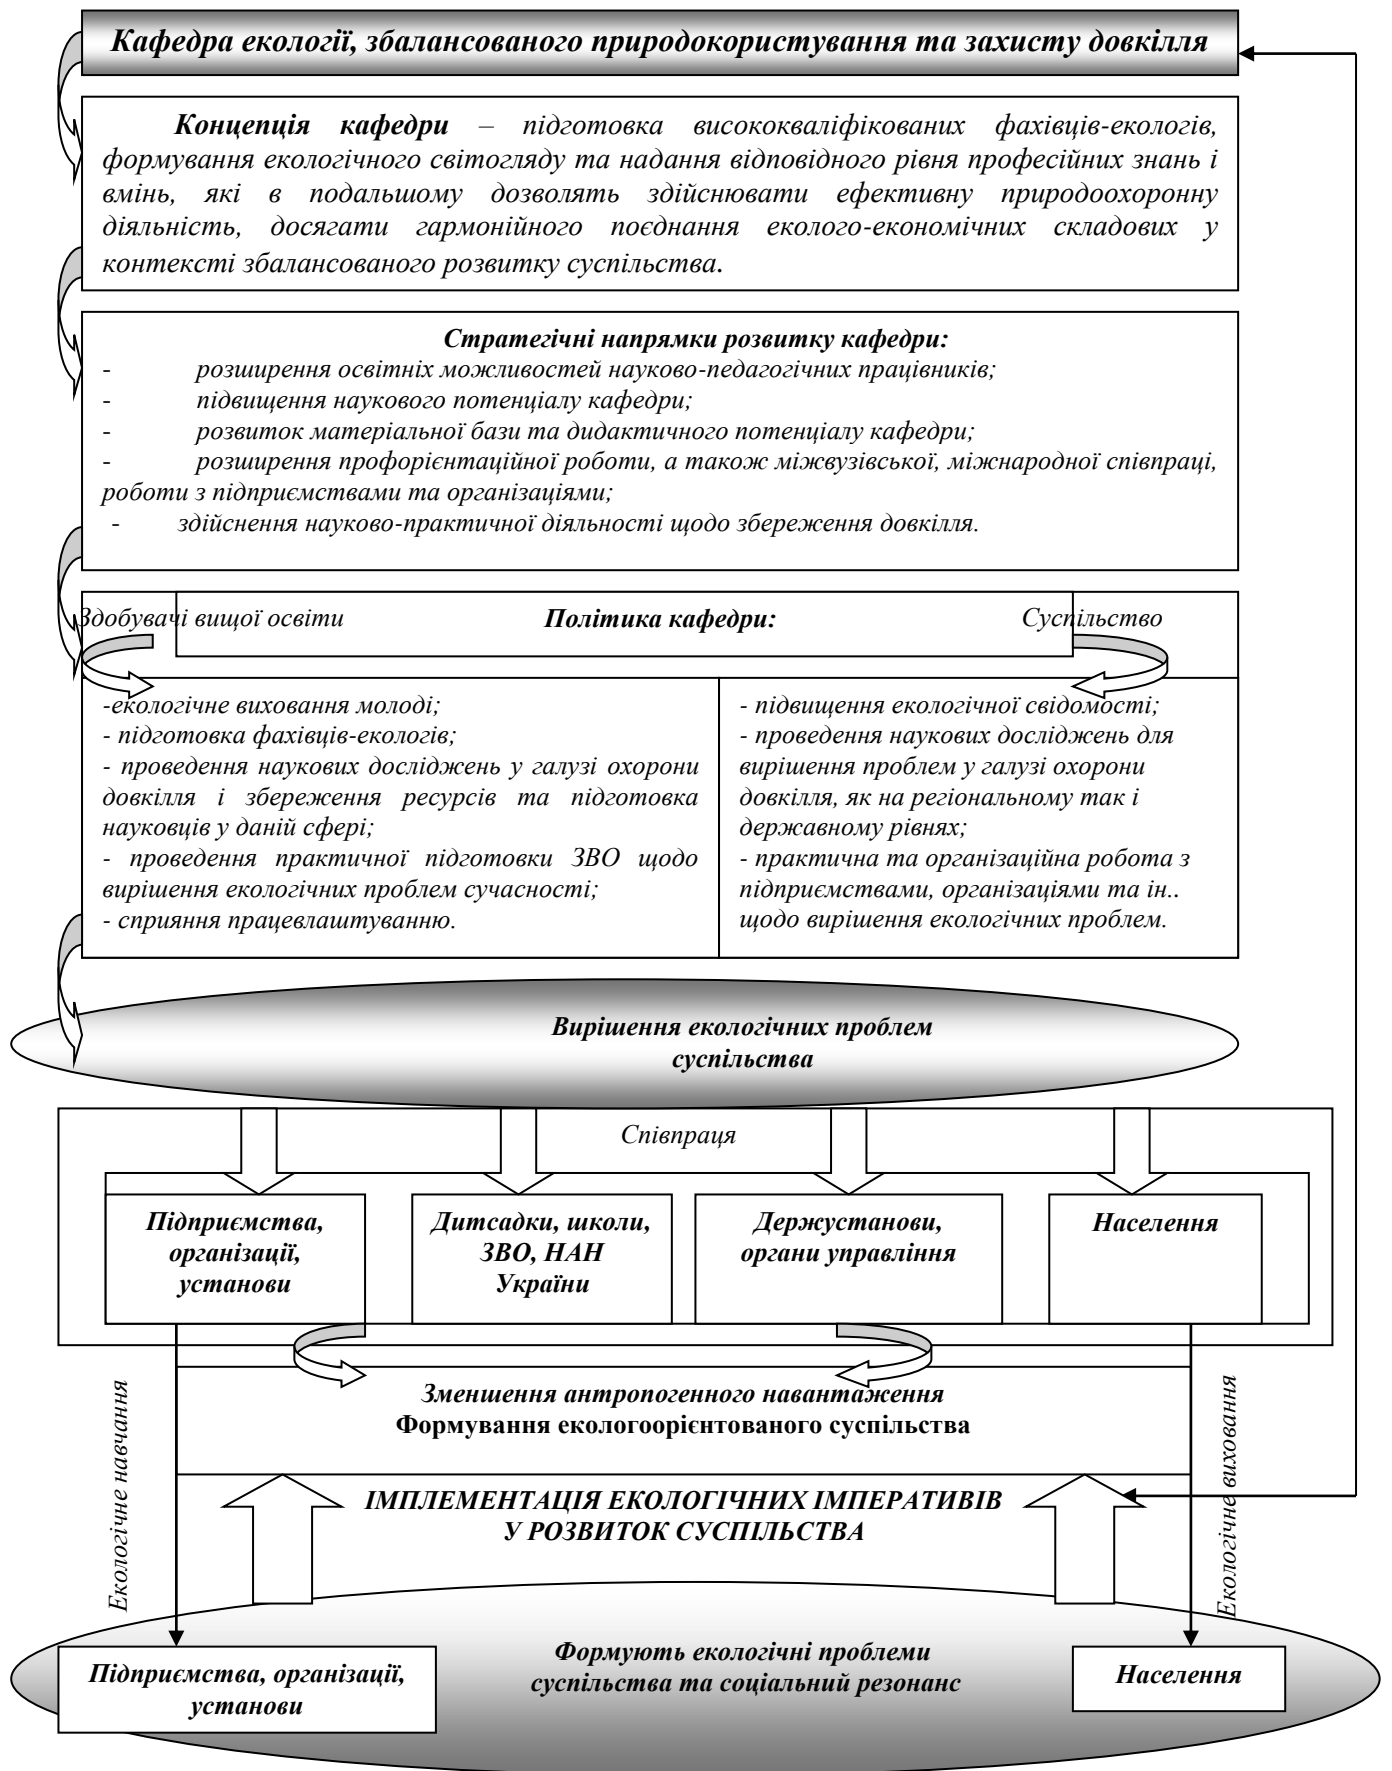 Кафедра екології, збалансованого природокористування та захисту довкілля
Концепція кафедри – підготовка висококваліфікованих фахівців-екологів,
формування екологічного світогляду та надання відповідного рівня професійних знань і
вмінь, які в подальшому дозволять здійснювати ефективну природоохоронну
діяльність, досягати гармонійного поєднання еколого-економічних складових у
контексті збалансованого розвитку суспільства.
Стратегічні напрямки розвитку кафедри:
- розширення освітніх можливостей науково-педагогічних працівників;
- підвищення наукового потенціалу кафедри;
- розвиток матеріальної бази та дидактичного потенціалу кафедри;
- розширення профорієнтаційної роботи, а також міжвузівської, міжнародної співпраці,
роботи з підприємствами та організаціями;
- здійснення науково-практичної діяльності щодо збереження довкілля.
Здобувачі вищої освіти
Політика кафедри:
Суспільство
-екологічне виховання молоді;
- підготовка фахівців-екологів;
- проведення наукових досліджень у галузі охорони
довкілля і збереження ресурсів та підготовка
науковців у даній сфері;
- проведення практичної підготовки ЗВО щодо
вирішення екологічних проблем сучасності;
- сприяння працевлаштуванню.
- підвищення екологічної свідомості;
- проведення наукових досліджень для
вирішення проблем у галузі охорони
довкілля, як на регіональному так і
державному рівнях;
- практична та організаційна робота з
підприємствами, організаціями та ін..
щодо вирішення екологічних проблем.
Вирішення екологічних проблем
суспільства
Співпраця
Підприємства,
організації,
установи
Дитсадки, школи,
ЗВО, НАН
України
Держустанови,
органи управління
Населення
Екологічне навчання
Зменшення антропогенного навантаження
Формування екологоорієнтованого суспільства
Екологічне виховання
ІМПЛЕМЕНТАЦІЯ ЕКОЛОГІЧНИХ ІМПЕРАТИВІВ
У РОЗВИТОК СУСПІЛЬСТВА
Формують екологічні проблеми
суспільства та соціальний резонанс
Підприємства, організації,
установи
Населення